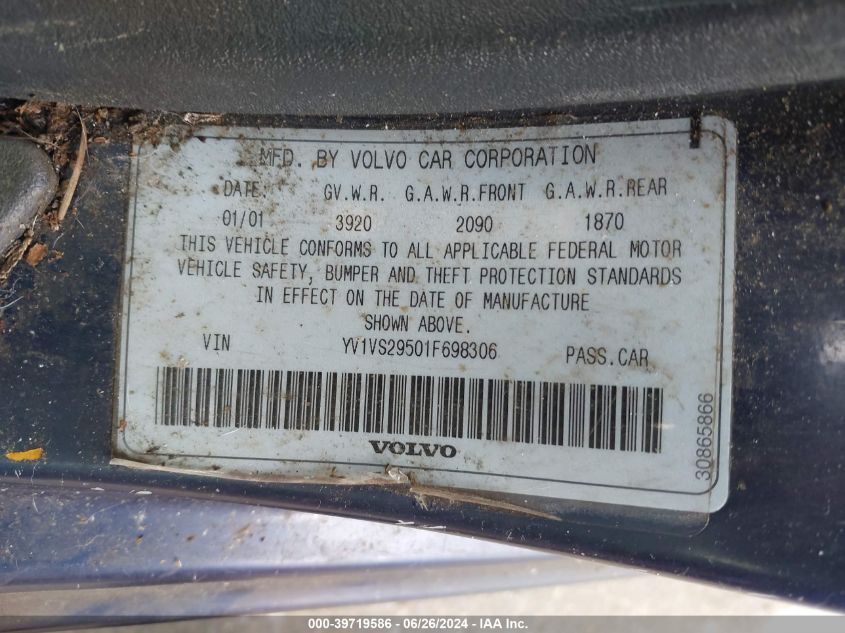 MFD. BY VOLVO CAR CORPORATION
DATE GV.W.R. G.A.W.R.FRONT G.A.W.R.REAR
01/01 3920 2090 1870
THIS VEHICLE CONFORMS TO ALL APPLICABLE FEDERAL MOTOR
VEHICLE SAFETY, BUMPER AND THEFT PROTECTION STANDARDS
IN EFFECT ON THE DATE OF MANUFACTURE
SHOWN ABOVE.
VIN YV1VS29501F698306 PASS.CAR
VOLVO
30865866
000-39719586 - 06/26/2024 - IAA Inc.